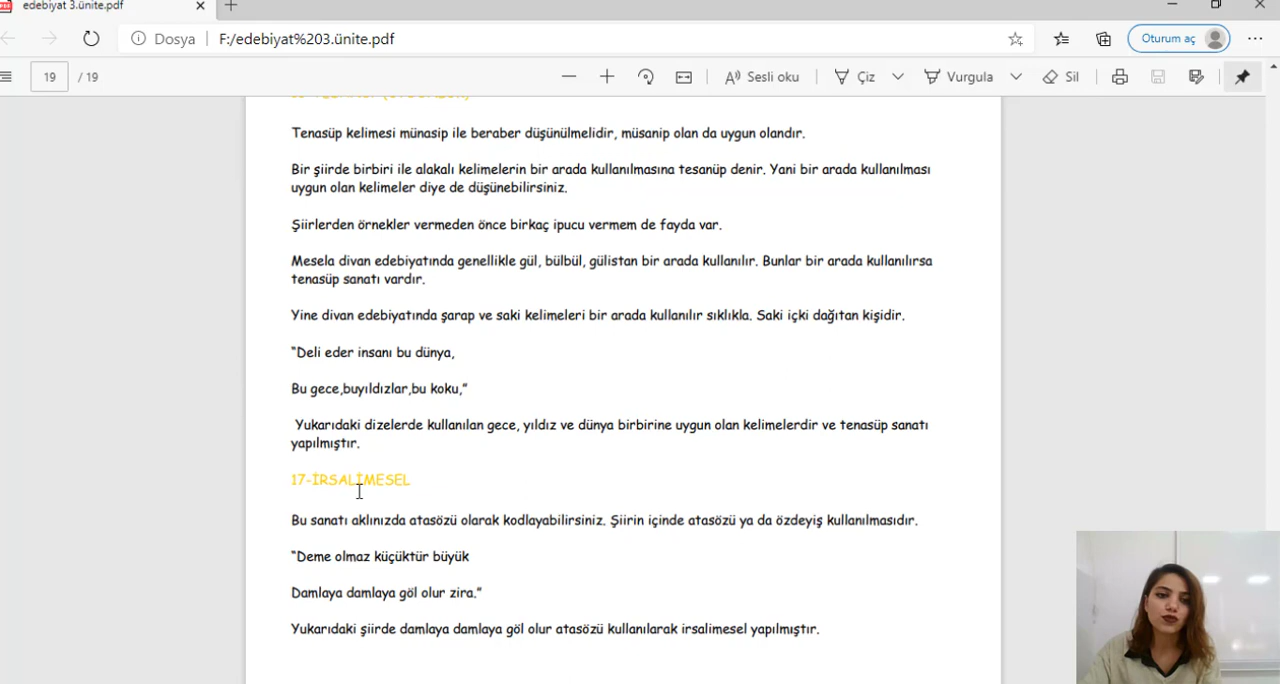 edebiyat 3.ünite.pdf
Dosya F:/edebiyat%203.ünite.pdf Oturum aç
19 / 19 Sesli oku Çiz Vurgula Sil
Tenasüp kelimesi münasip ile beraber düşünülmelidir, müsanip olan da uygun olandır.
Bir şiirde birbiri ile alakalı kelimelerin bir arada kullanılmasına tesanüp denir. Yani bir arada kullanılması
uygun olan kelimeler diye de düşünebilirsiniz.
Şiirlerden örnekler vermeden önce birkaç ipucu vermem de fayda var.
Mesela divan edebiyatında genellikle gül, bülbül, gülistan bir arada kullanılır. Bunlar bir arada kullanılırsa
tenasüp sanatı vardır.
Yine divan edebiyatında şarap ve saki kelimeleri bir arada kullanılır sıklıkla. Saki içki dağıtan kişidir.
"Deli eder insanı bu dünya,
Bu gece,buyıldızlar,bu koku,"
Yukarıdaki dizelerde kullanılan gece, yıldız ve dünya birbirine uygun olan kelimelerdir ve tenasüp sanatı
yapılmıştır.
17-İRSALİMESEL
Bu sanatı aklınızda atasözü olarak kodlayabilirsiniz. Şiirin içinde atasözü ya da özdeyiş kullanılmasıdır.
"Deme olmaz küçüktür büyük
Damlaya damlaya göl olur zira."
Yukarıdaki şiirde damlaya damlaya göl olur atasözü kullanılarak irsalimesel yapılmıştır.